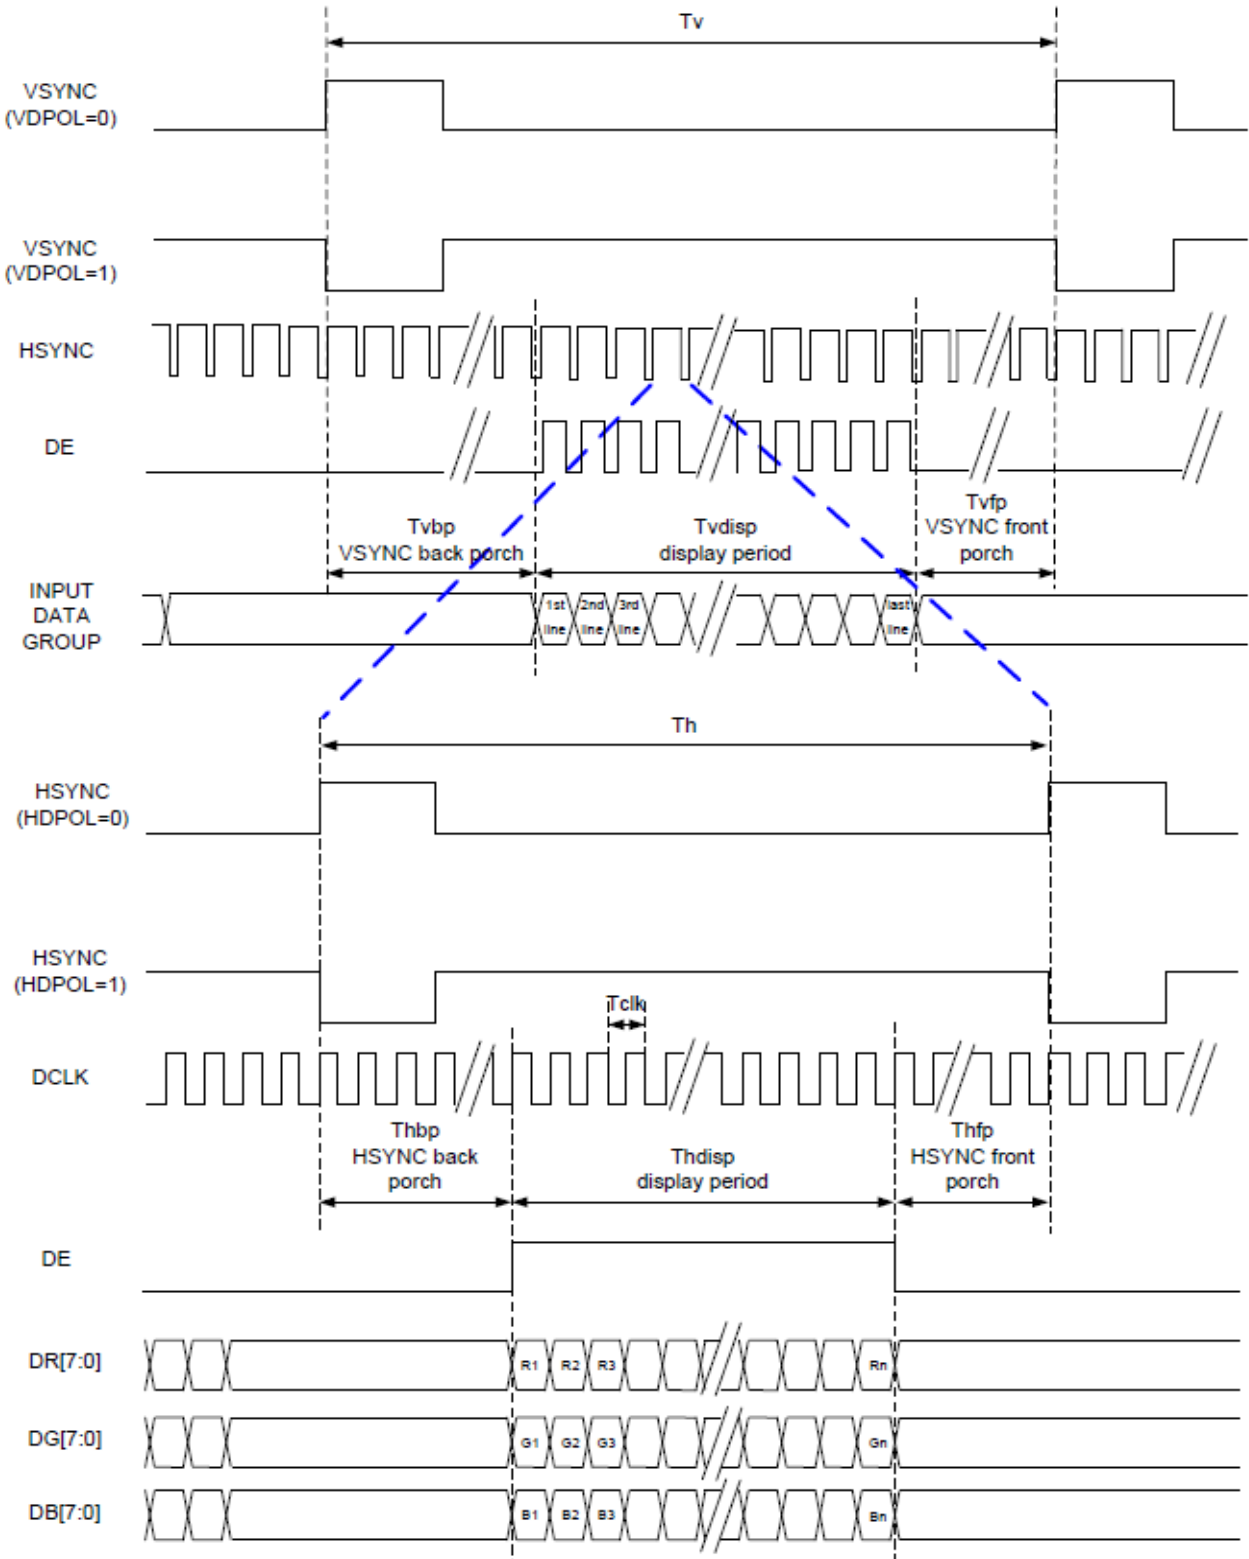 Tv
VSYNC
(VDPOL=0)
VSYNC
(VDPOL=1)
HSYNC
DE
Tvbp
VSYNC back porch
Tvdisp
display period
Tvfp
VSYNC front
porch
INPUT
DATA
GROUP
1st
line
2nd
line
3rd
line
last
line
Th
HSYNC
(HDPOL=0)
HSYNC
(HDPOL=1)
Tclk
DCLK
Thbp
HSYNC back
porch
Thdisp
display period
Thfp
HSYNC front
porch
DE
DR[7:0]
R1 R2 R3 Rn
DG[7:0]
G1 G2 G3 Gn
DB[7:0]
B1 B2 B3 Bn